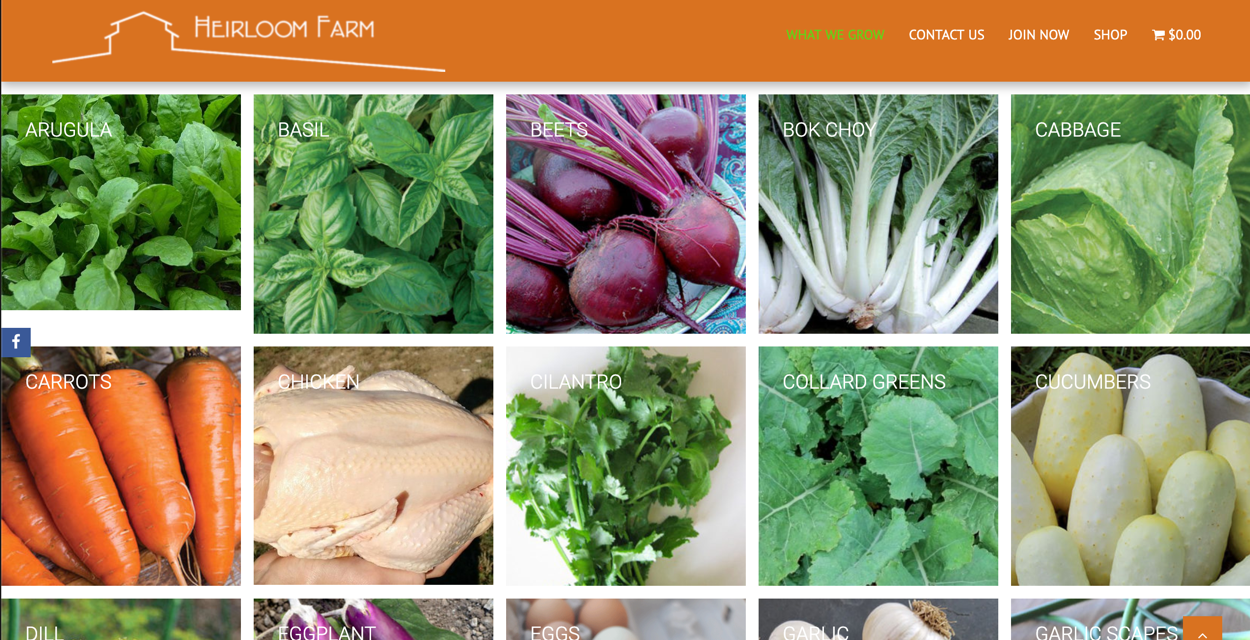 HEIRLOOM FARM
WHAT WE GROW CONTACT US JOIN NOW SHOP $0.00
ARUGULA BASIL BEETS BOK CHOY CABBAGE
f
CARROTS CHICKEN CILANTRO COLLARD GREENS CUCUMBERS
DILL EGGPLANT EGGS GARLIC GARLIC SCAPES